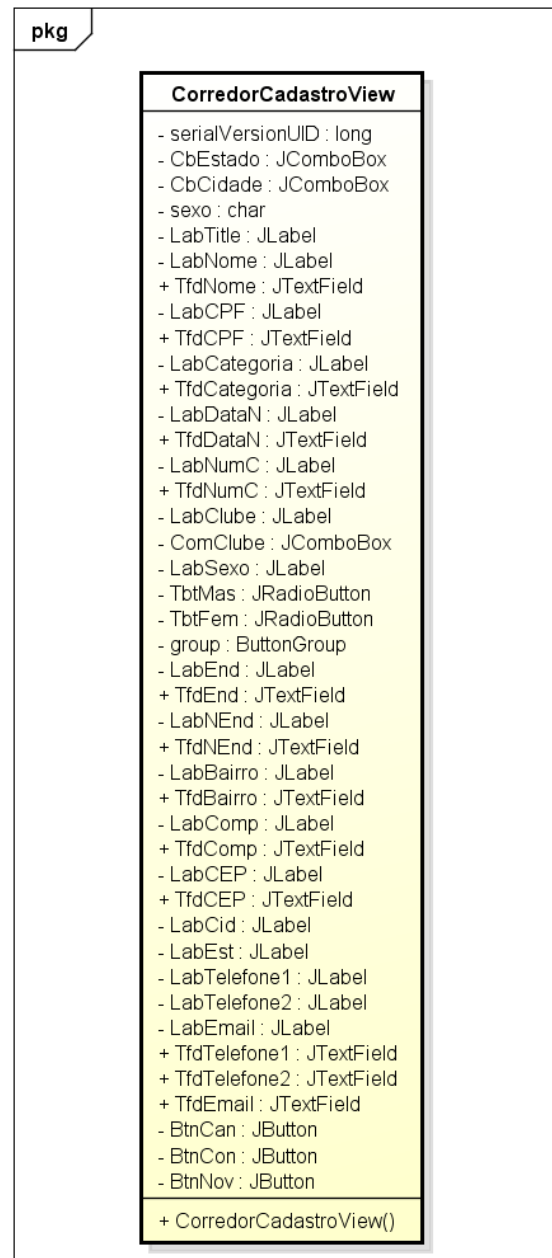 pkg
CorredorCadastroView
- serialVersionUID : long
- CbEstado : JComboBox
- CbCidade : JComboBox
- sexo : char
- LabTitle : JLabel
- LabNome : JLabel
+ TfdNome : JTextField
- LabCPF : JLabel
+ TfdCPF : JTextField
- LabCategoria : JLabel
+ TfdCategoria : JTextField
- LabDataN : JLabel
+ TfdDataN : JTextField
- LabNumC : JLabel
+ TfdNumC : JTextField
- LabClube : JLabel
- ComClube : JComboBox
- LabSexo : JLabel
- TbtMas : JRadioButton
- TbtFem : JRadioButton
- group : ButtonGroup
- LabEnd : JLabel
+ TfdEnd : JTextField
- LabNEnd : JLabel
+ TfdNEnd : JTextField
- LabBairro : JLabel
+ TfdBairro : JTextField
- LabComp : JLabel
+ TfdComp : JTextField
- LabCEP : JLabel
+ TfdCEP : JTextField
- LabCid : JLabel
- LabEst : JLabel
- LabTelefone1 : JLabel
- LabTelefone2 : JLabel
- LabEmail : JLabel
+ TfdTelefone1 : JTextField
+ TfdTelefone2 : JTextField
+ TfdEmail : JTextField
- BtnCan : JButton
- BtnCon : JButton
- BtnNov : JButton
+ CorredorCadastroView()